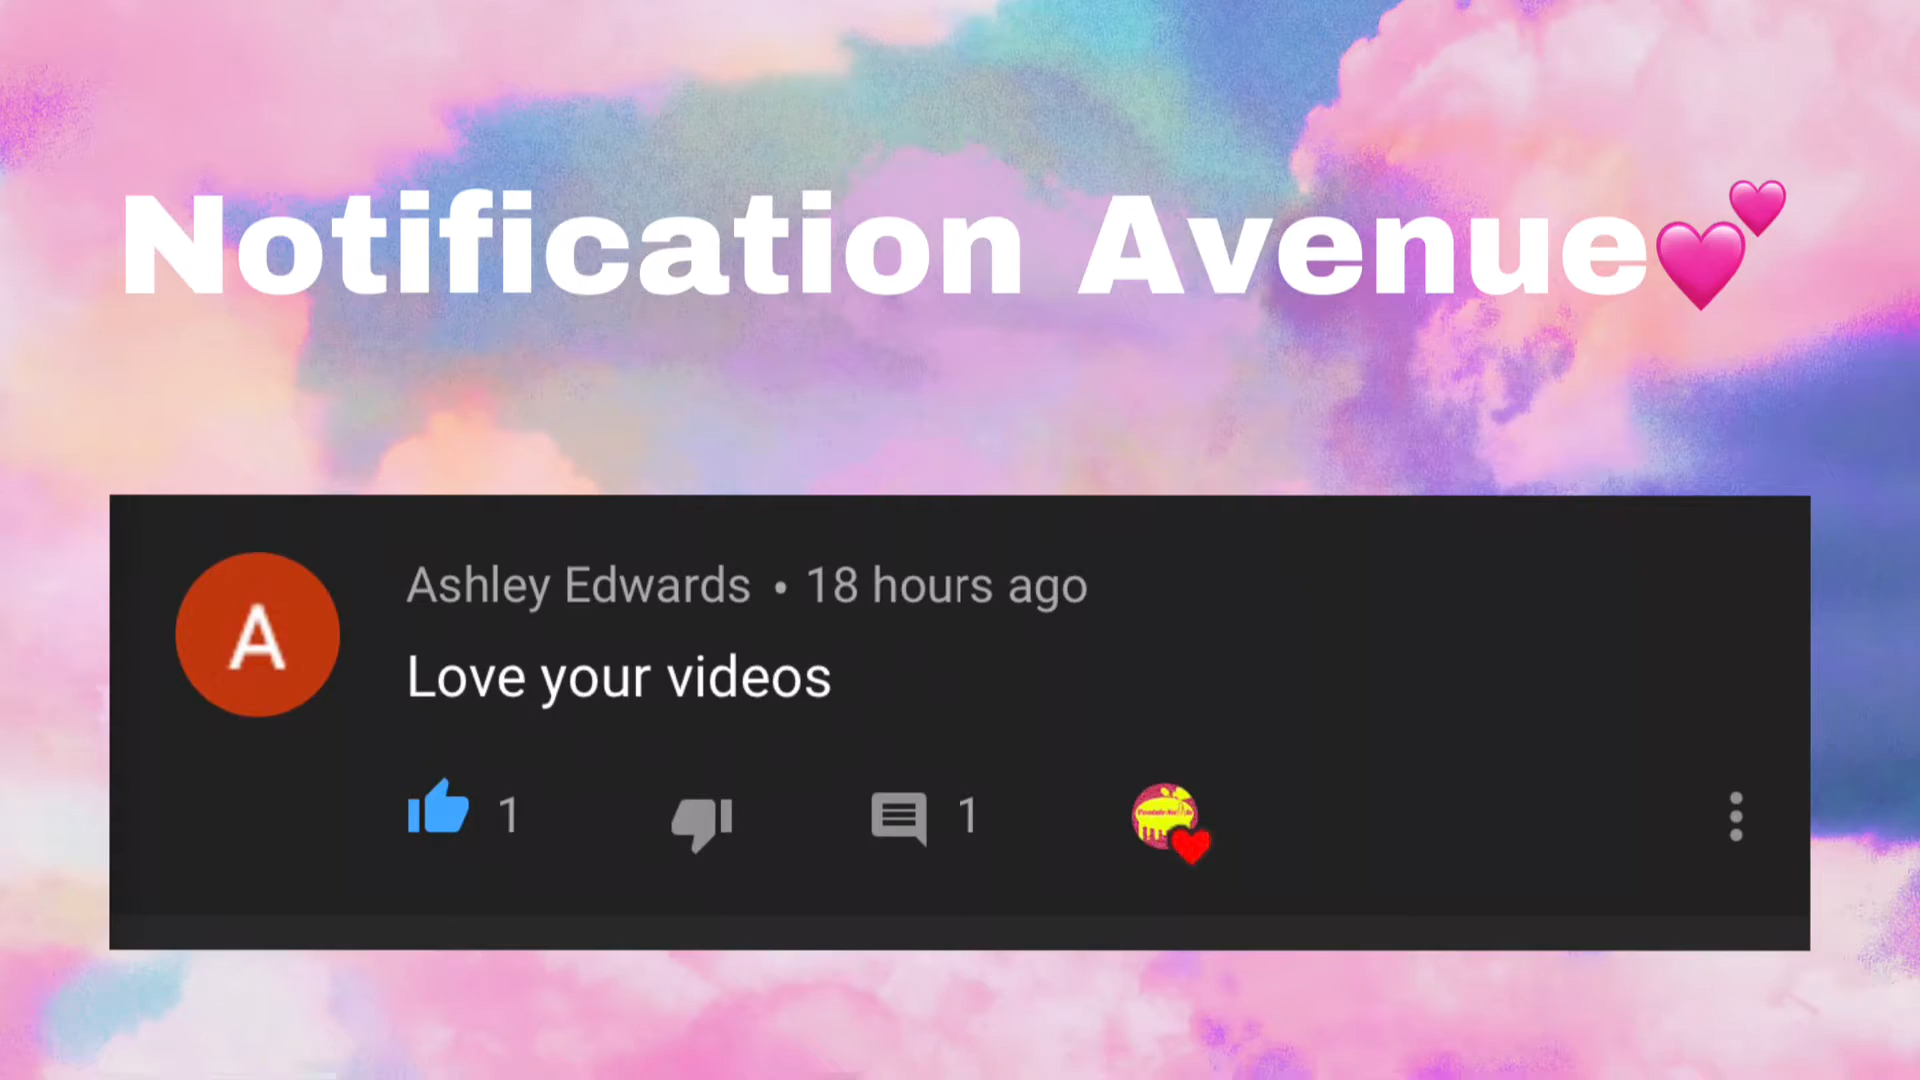 Notification Avenue💕
A
Ashley Edwards • 18 hours ago
Love your videos
1
1